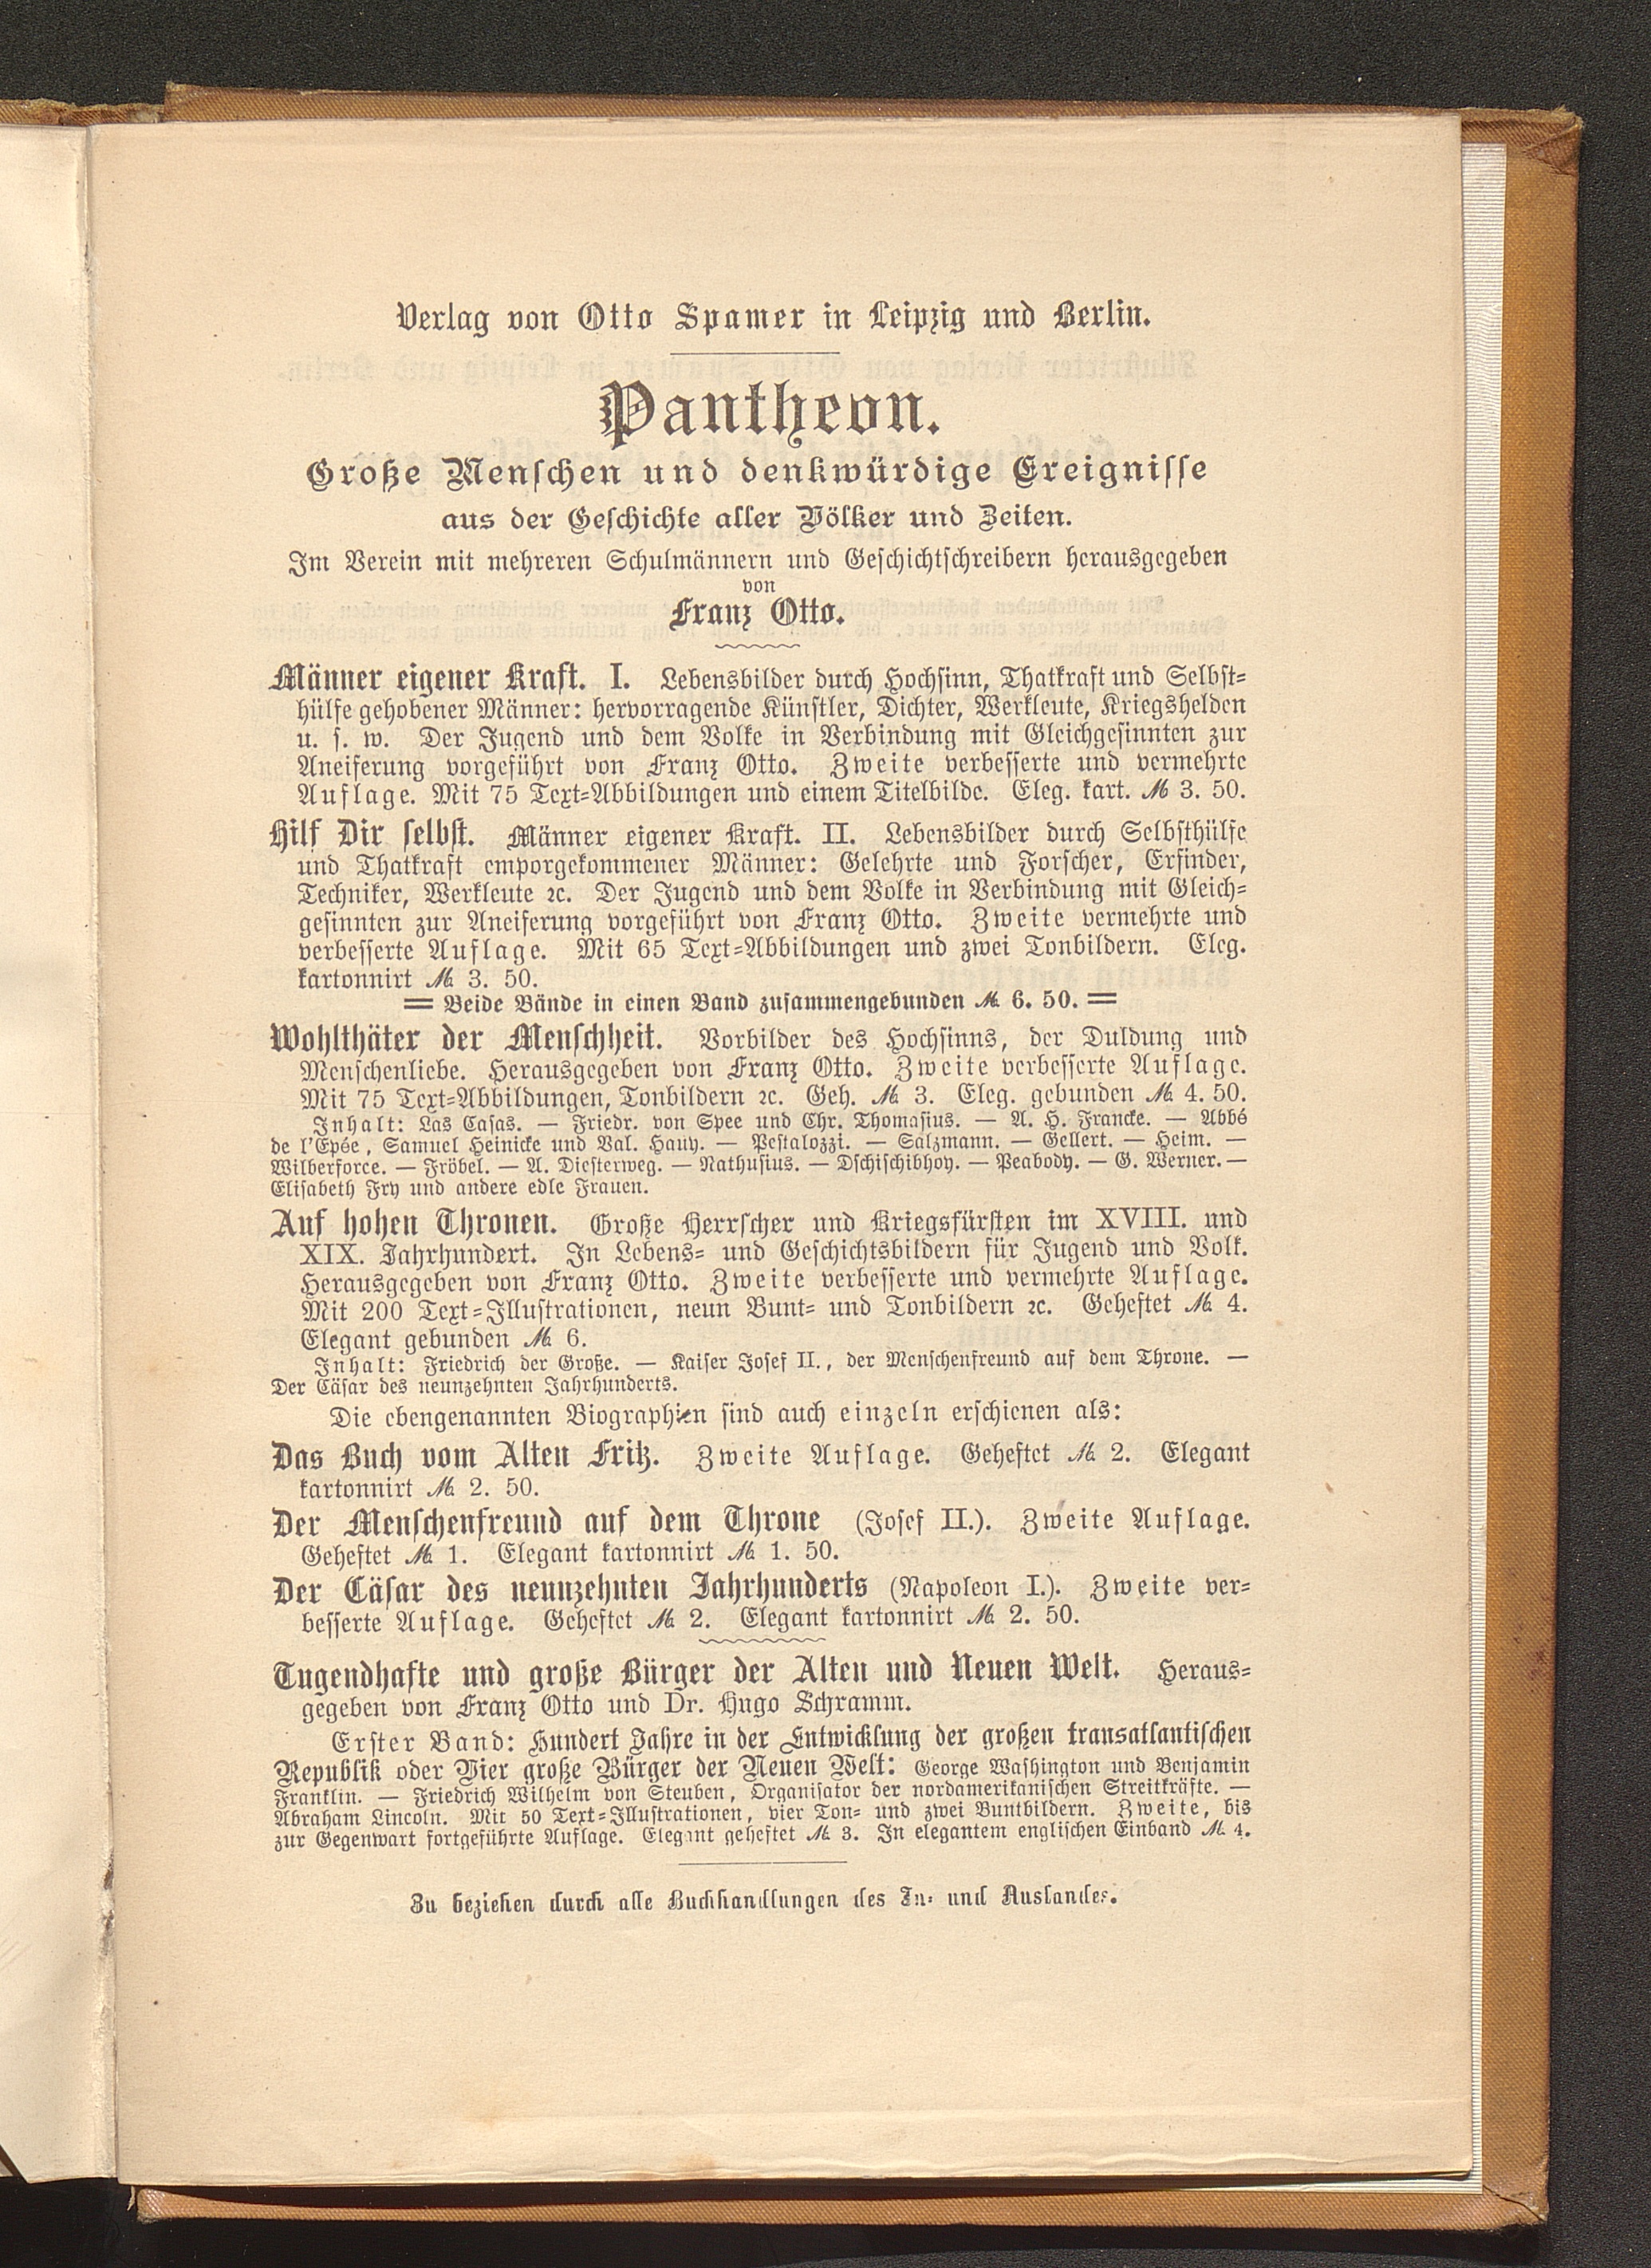 Verlag von Otto Spamer in Leipzig und Berlin.
Pantheon.
Große Menschen und denkwürdige Ereignisse
aus der Geschichte aller Völker und Zeiten.
Im Verein mit mehreren Schulmännern und Geschichtschreibern herausgegeben
von
Franz Otto.
Männer eigener Kraft. I. Lebensbilder durch Hochsinn, Thatkraft und Selbst-
hülfe gehobener Männer: hervorragende Künstler, Dichter, Werkleute, Kriegshelden
u. s. w. Der Jugend und dem Volke in Verbindung mit Gleichgesinnten zur
Aneiferung vorgeführt von Franz Otto. Zweite verbesserte und vermehrte
Auflage. Mit 75 Text-Abbildungen und einem Titelbilde. Eleg. kart. ℳ 3. 50.
Hilf Dir selbst. Männer eigener Kraft. II. Lebensbilder durch Selbsthülfe
und Thatkraft emporgekommener Männer: Gelehrte und Forscher, Erfinder,
Techniker, Werkleute ꝛc. Der Jugend und dem Volke in Verbindung mit Gleich-
gesinnten zur Aneiferung vorgeführt von Franz Otto. Zweite vermehrte und
verbesserte Auflage. Mit 65 Text-Abbildungen und zwei Tonbildern. Eleg.
kartonnirt ℳ 3. 50.
= Beide Bände in einen Band zusammengebunden ℳ 6. 50. =
Wohlthäter der Menschheit. Vorbilder des Hochsinns, der Duldung und
Menschenliebe. Herausgegeben von Franz Otto. Zweite verbesserte Auflage.
Mit 75 Text-Abbildungen, Tonbildern ꝛc. Geh. ℳ 3. Eleg. gebunden ℳ 4. 50.
Inhalt: Las Casas. — Friedr. von Spee und Chr. Thomasius. — A. H. Francke. — Abbé
de l'Epée, Samuel Heinicke und Val. Hauy. — Pestalozzi. — Salzmann. — Gellert. — Heim. —
Wilberforce. — Fröbel. — A. Diesterweg. — Nathusius. — Dschischibhoy. — Peabody. — G. Werner. —
Elisabeth Fry und andere edle Frauen.
Auf hohen Thronen. Große Herrscher und Kriegsfürsten im XVIII. und
XIX. Jahrhundert. In Lebens- und Geschichtsbildern für Jugend und Volk.
Herausgegeben von Franz Otto. Zweite verbesserte und vermehrte Auflage.
Mit 200 Text-Illustrationen, neun Bunt- und Tonbildern ꝛc. Geheftet ℳ 4.
Elegant gebunden ℳ 6.
Inhalt: Friedrich der Große. — Kaiser Josef II., der Menschenfreund auf dem Throne. —
Der Cäsar des neunzehnten Jahrhunderts.
Die ebengenannten Biographien sind auch einzeln erschienen als:
Das Buch vom Alten Fritz. Zweite Auflage. Geheftet ℳ 2. Elegant
kartonnirt ℳ 2. 50.
Der Menschenfreund auf dem Throne (Josef II.). Zweite Auflage.
Geheftet ℳ 1. Elegant kartonnirt ℳ 1. 50.
Der Cäsar des neunzehnten Jahrhunderts (Napoleon I.). Zweite ver-
besserte Auflage. Geheftet ℳ 2. Elegant kartonnirt ℳ 2. 50.
Tugendhafte und große Bürger der Alten und Neuen Welt. Heraus-
gegeben von Franz Otto und Dr. Hugo Schramm.
Erster Band: Hundert Jahre in der Entwicklung der großen transatlantischen
Republik oder Vier große Bürger der Neuen Welt: George Washington und Benjamin
Franklin. — Friedrich Wilhelm von Steuben, Organisator der nordamerikanischen Streitkräfte. —
Abraham Lincoln. Mit 50 Text-Illustrationen, vier Ton- und zwei Buntbildern. Zweite, bis
zur Gegenwart fortgeführte Auflage. Elegant geheftet ℳ 3. In elegantem englischen Einband ℳ 4.
Zu beziehen durch alle Buchhandlungen des In- und Auslandes.